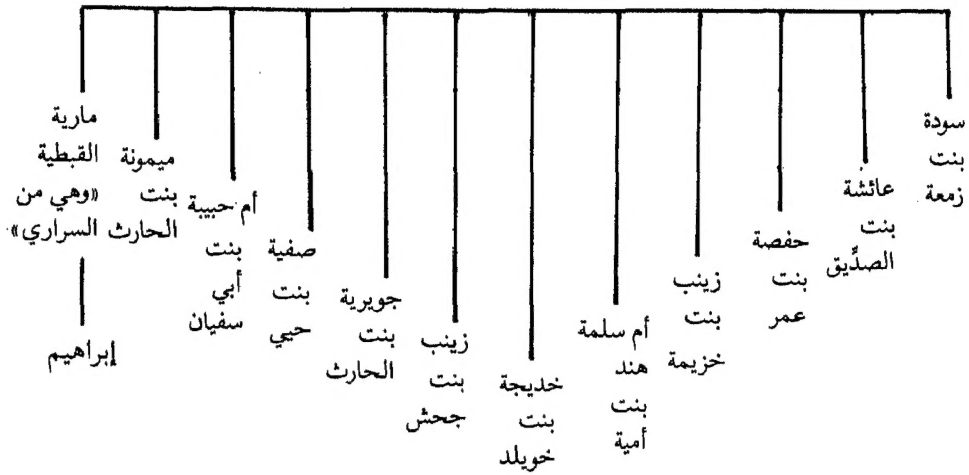 سودة
بنت
زمعة
عائشة
بنت
الصدِّيق
حفصة
بنت
عمر
زينب
بنت
خزيمة
أم سلمة
هند
بنت
أمية
خديجة
بنت
خويلد
زينب
بنت
جحش
جويرية
بنت
الحارث
صفية
بنت
حيي
أم حبيبة
بنت
أبي
سفيان
ميمونة
بنت
الحارث
مارية
القبطية
«وهي من
السراري»
إبراهيم